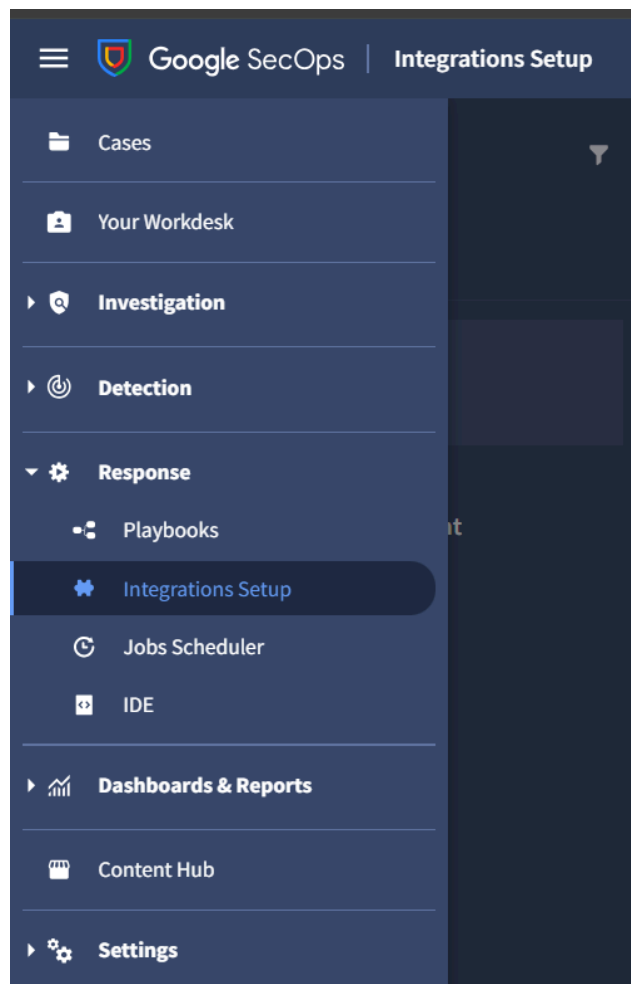 Google SecOps | Integrations Setup
Cases
Your Workdesk
Investigation
Detection
Response
Playbooks
nt
Integrations Setup
Jobs Scheduler
IDE
Dashboards & Reports
Content Hub
Settings